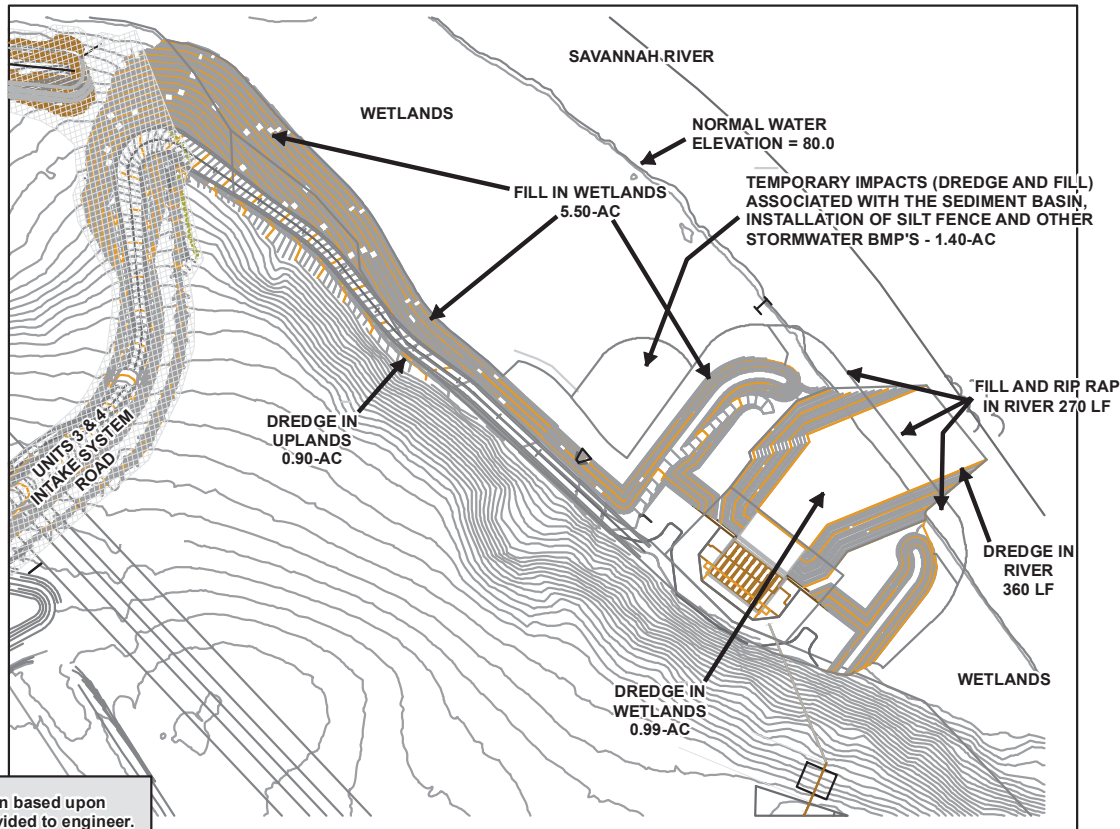 SAVANNAH RIVER
WETLANDS
NORMAL WATER
ELEVATION = 80.0
FILL IN WETLANDS
5.50-AC
TEMPORARY IMPACTS (DREDGE AND FILL)
ASSOCIATED WITH THE SEDIMENT BASIN,
INSTALLATION OF SILT FENCE AND OTHER
STORMWATER BMP'S - 1.40-AC
DREDGE IN
UPLANDS
0.90-AC
FILL AND RIP RAP
IN RIVER 270 LF
UNITS 3 & 4
INTAKE SYSTEM
ROAD
DREDGE IN
RIVER
360 LF
DREDGE IN
WETLANDS
0.99-AC
WETLANDS
n based upon
vided to engineer.